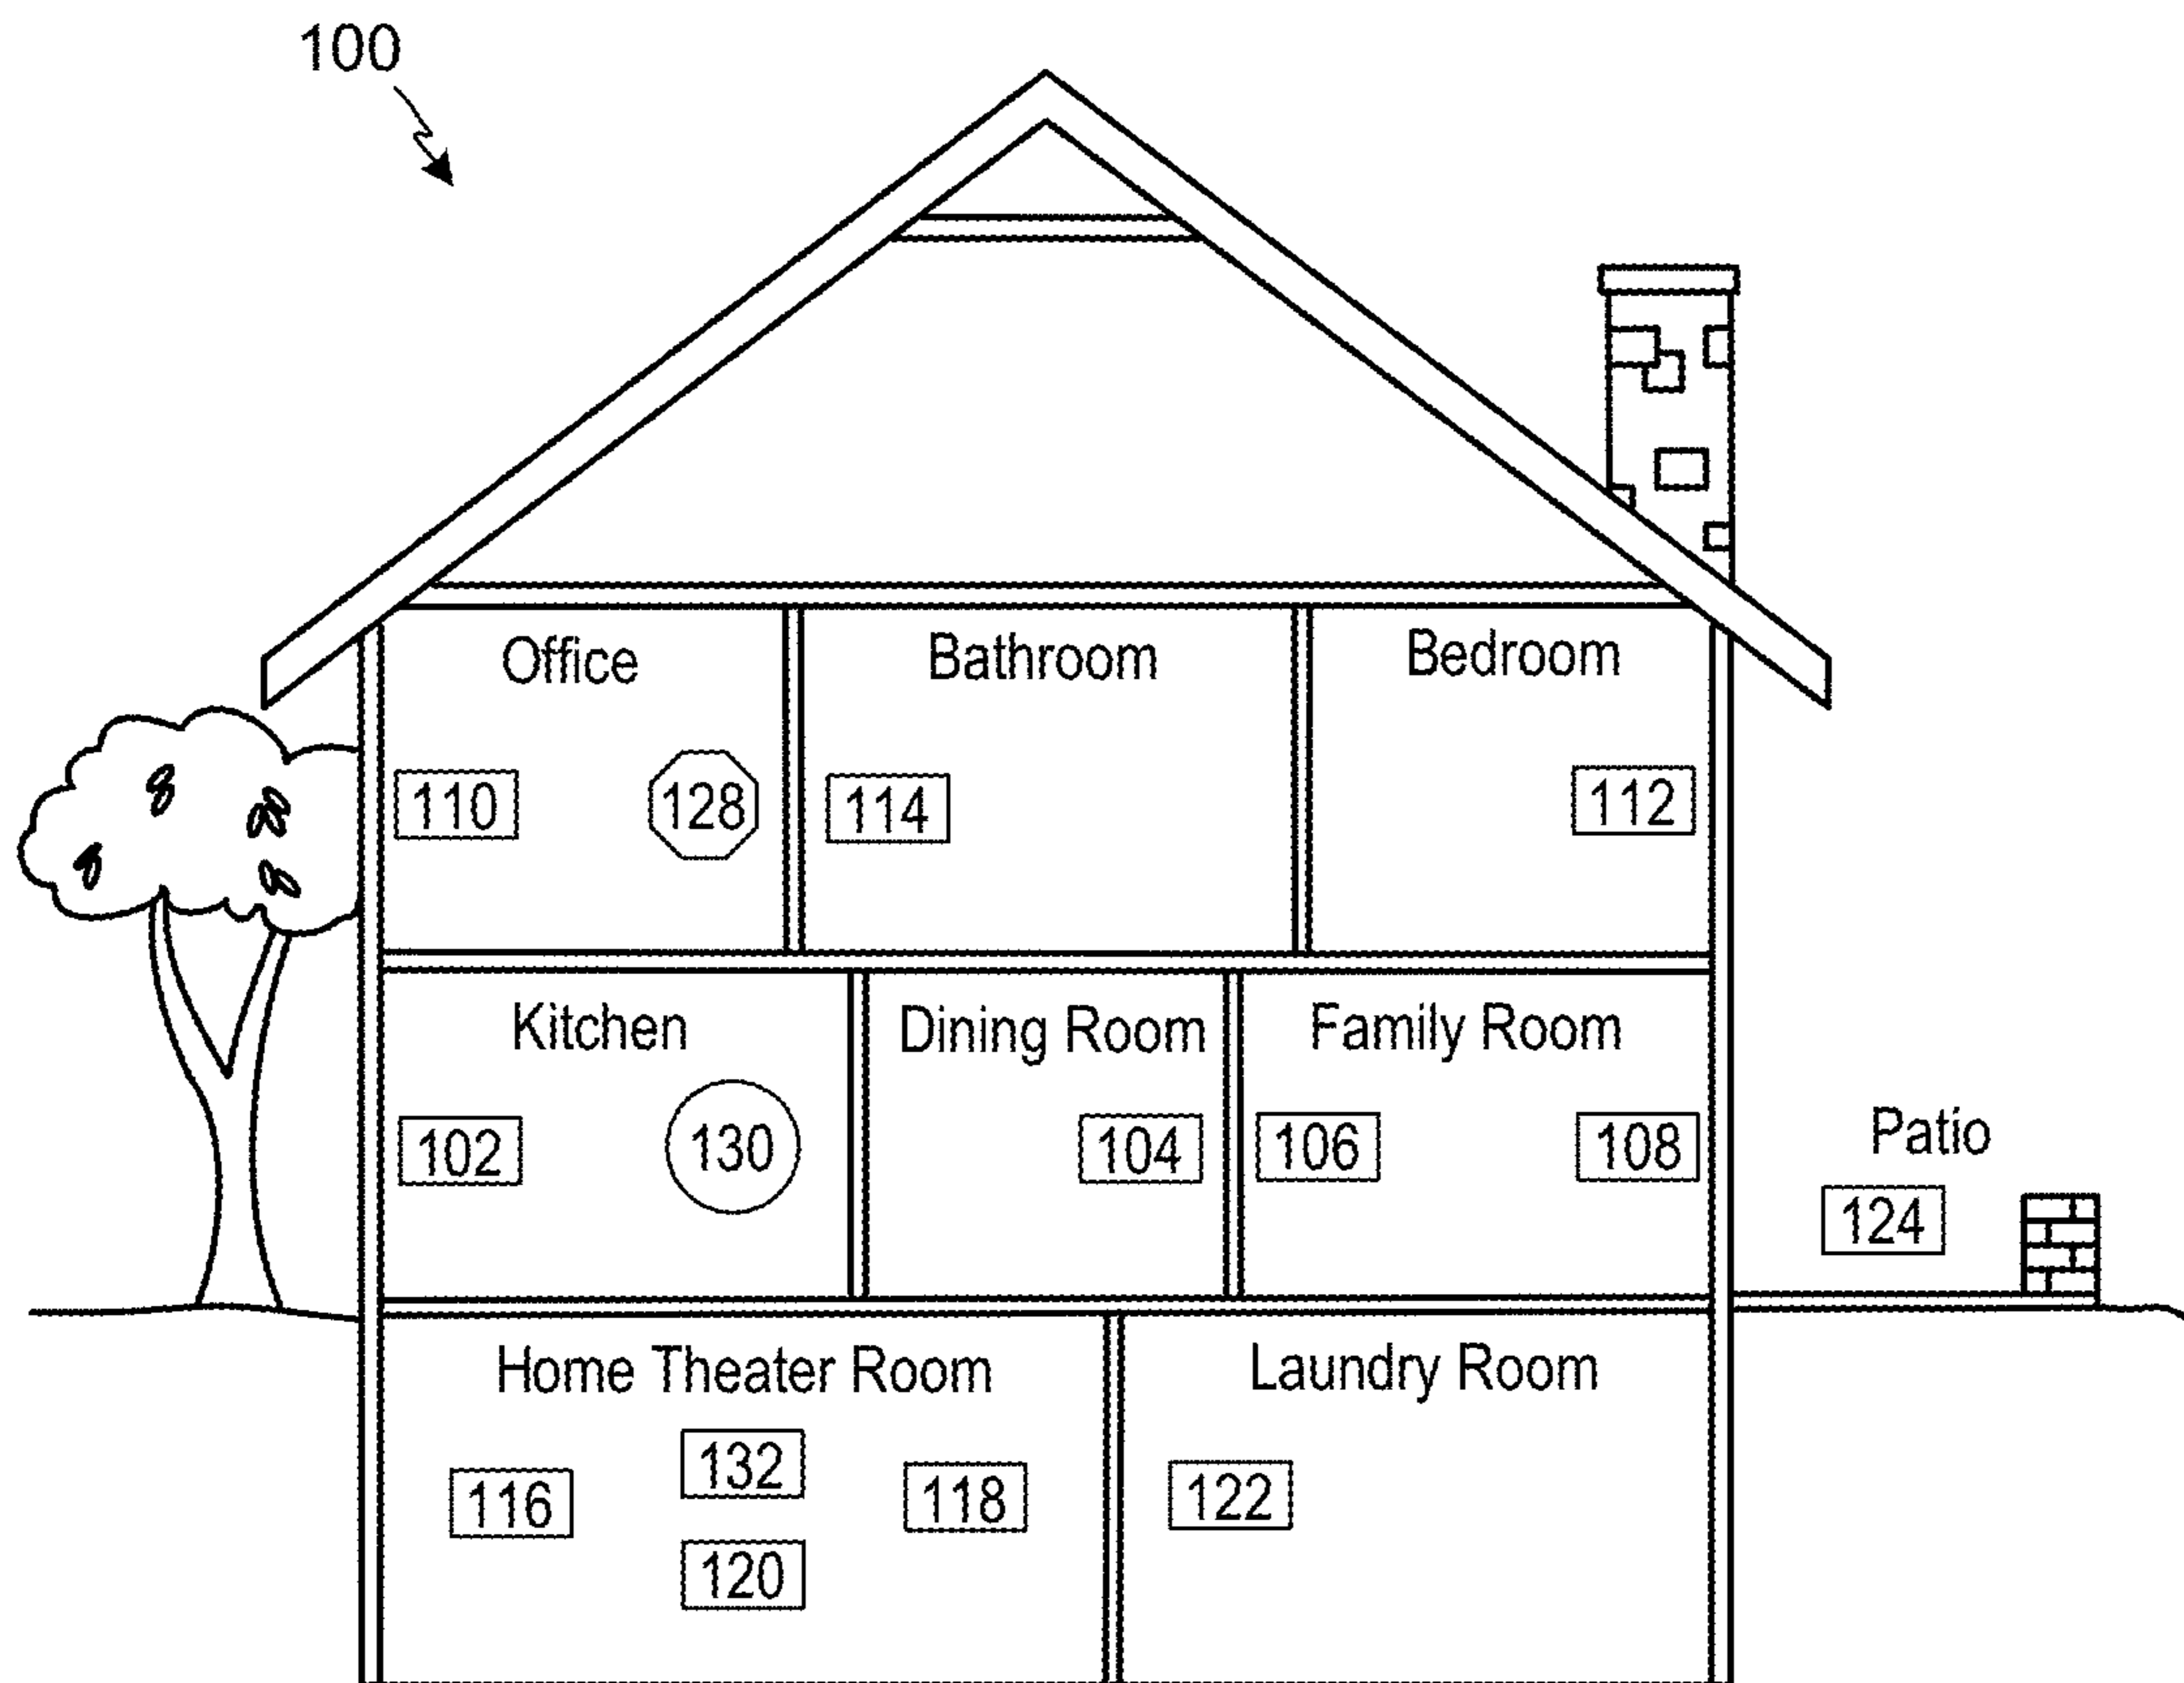 100
Office
Bathroom
Bedroom
110
128
114
112
Kitchen
Dining Room
Family Room
102
130
104
106
108
Patio
124
Home Theater Room
Laundry Room
116
132
118
120
122